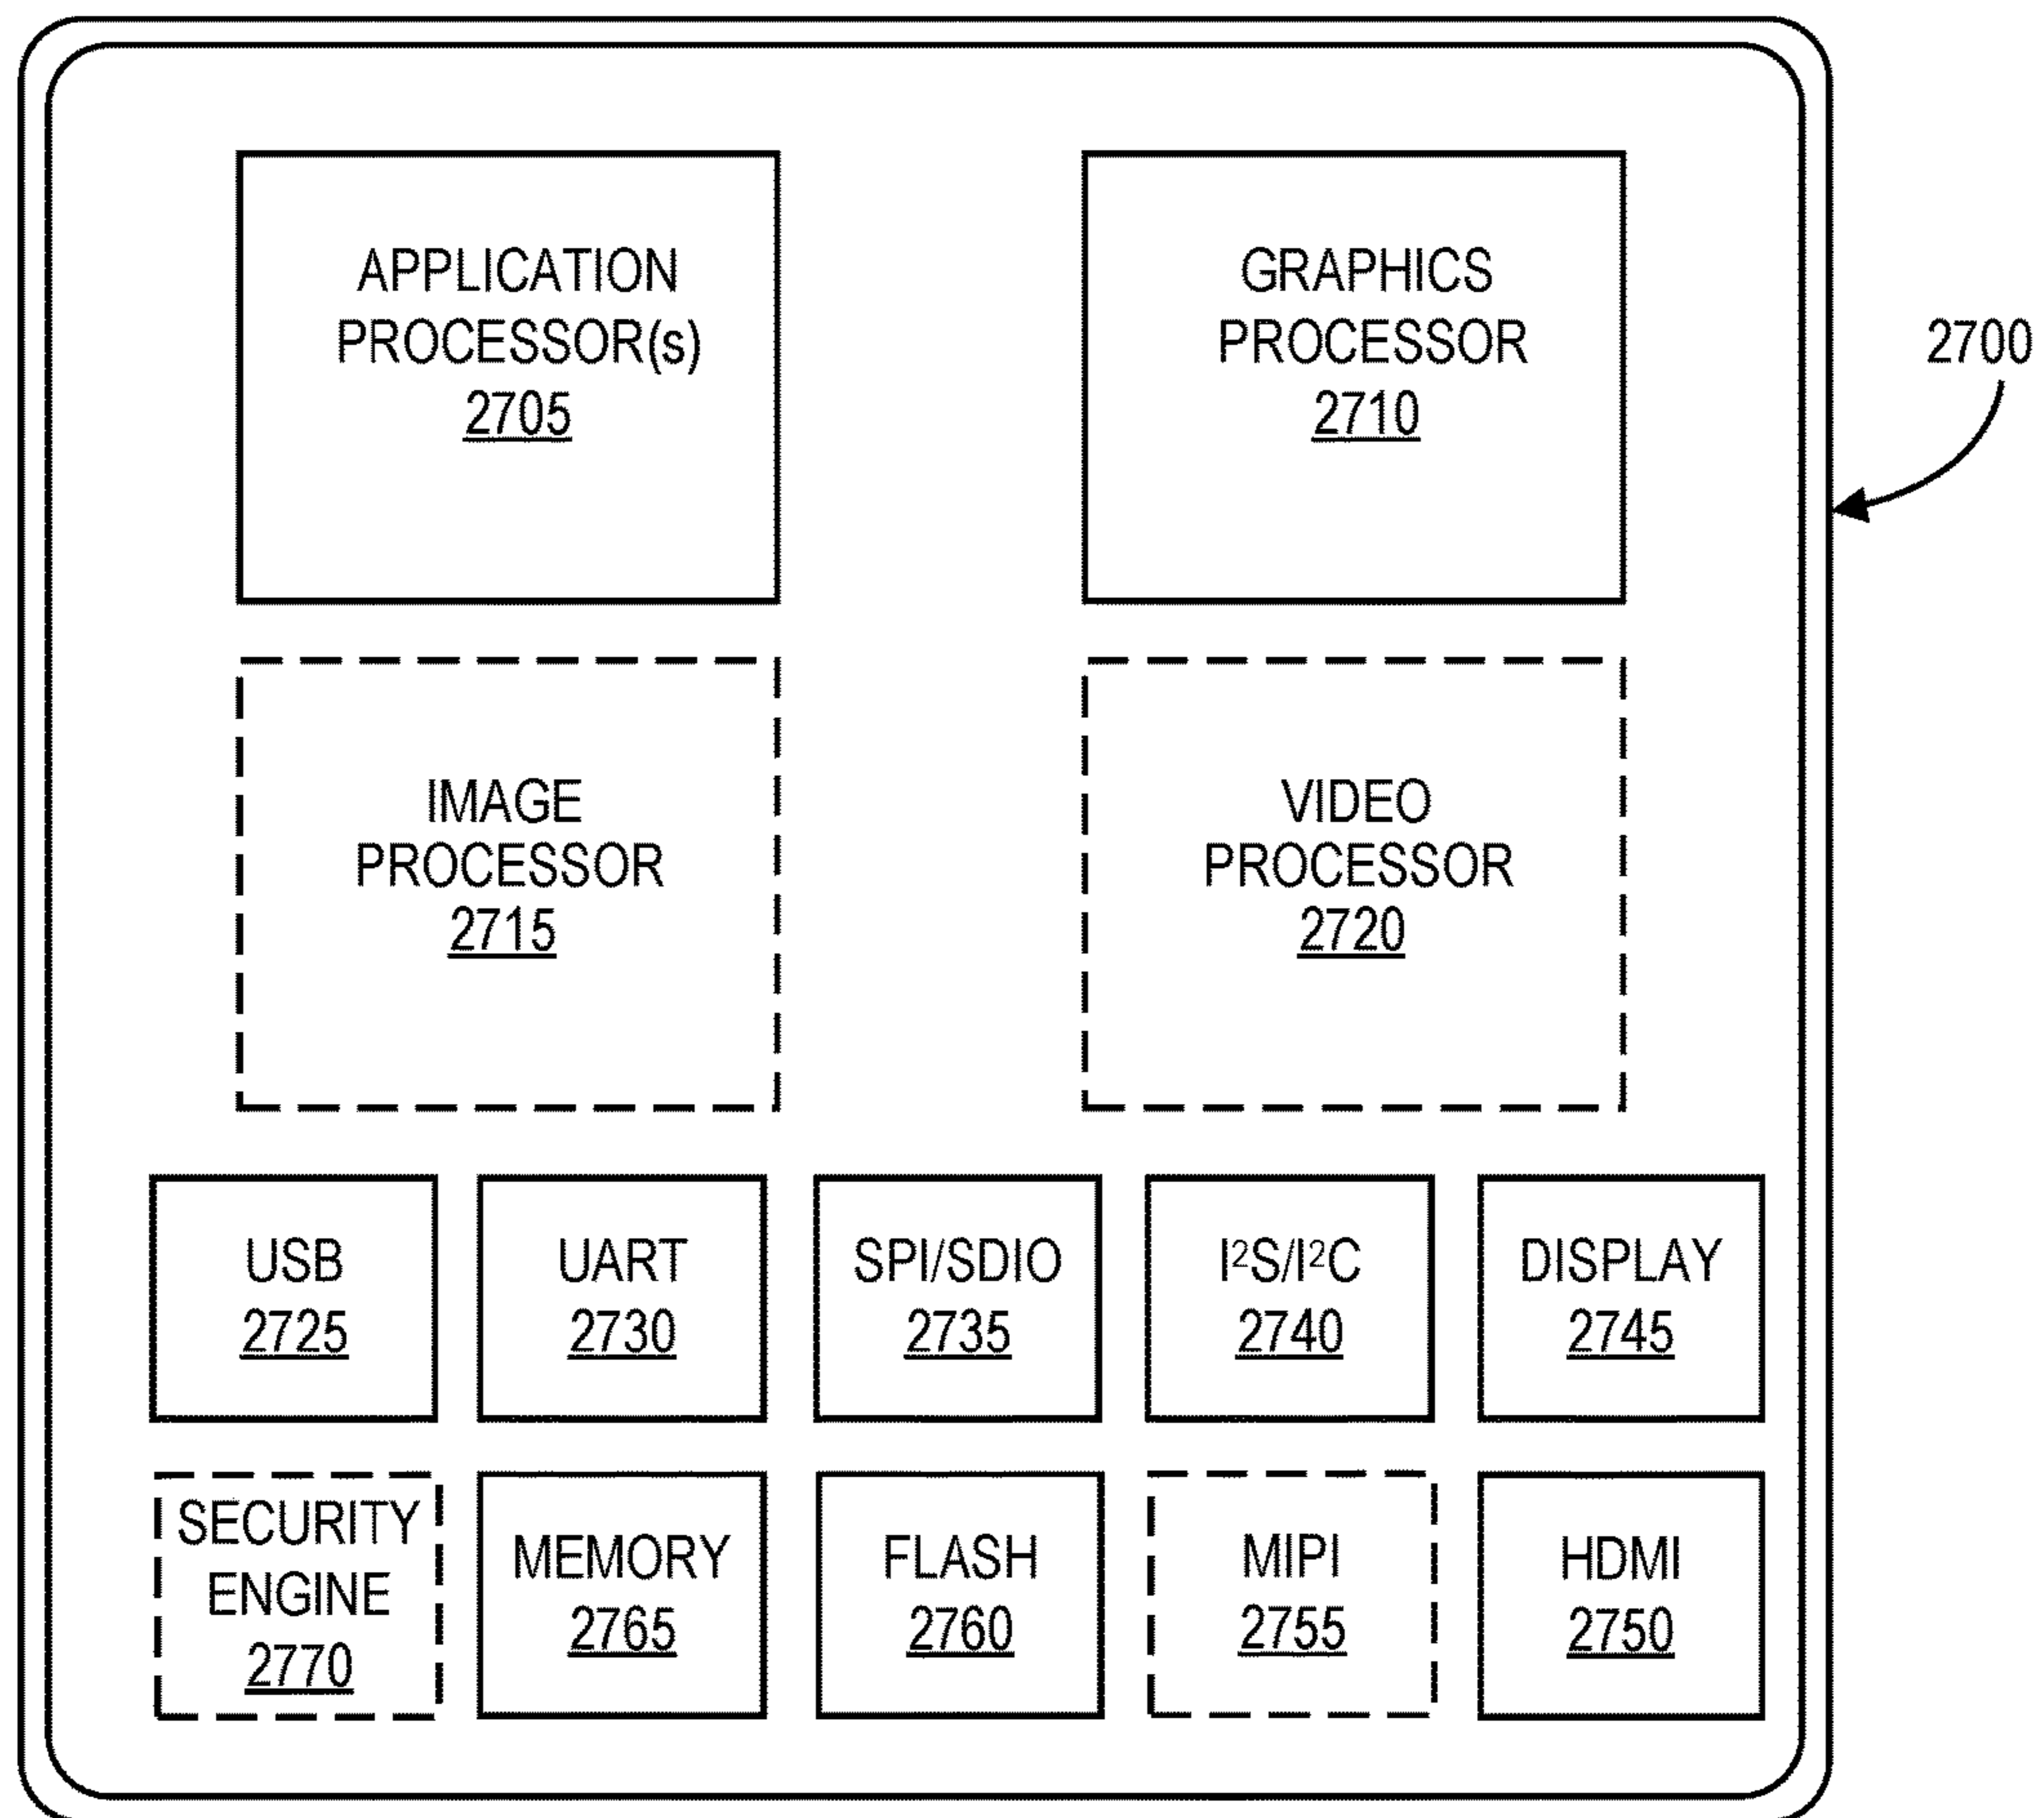 APPLICATION
PROCESSOR(s)
2705
GRAPHICS
PROCESSOR
2710
2700
IMAGE
PROCESSOR
2715
VIDEO
PROCESSOR
2720
USB
2725
UART
2730
SPI/SDIO
2735
I²S/I²C
2740
DISPLAY
2745
SECURITY
ENGINE
2770
MEMORY
2765
FLASH
2760
MIPI
2755
HDMI
2750